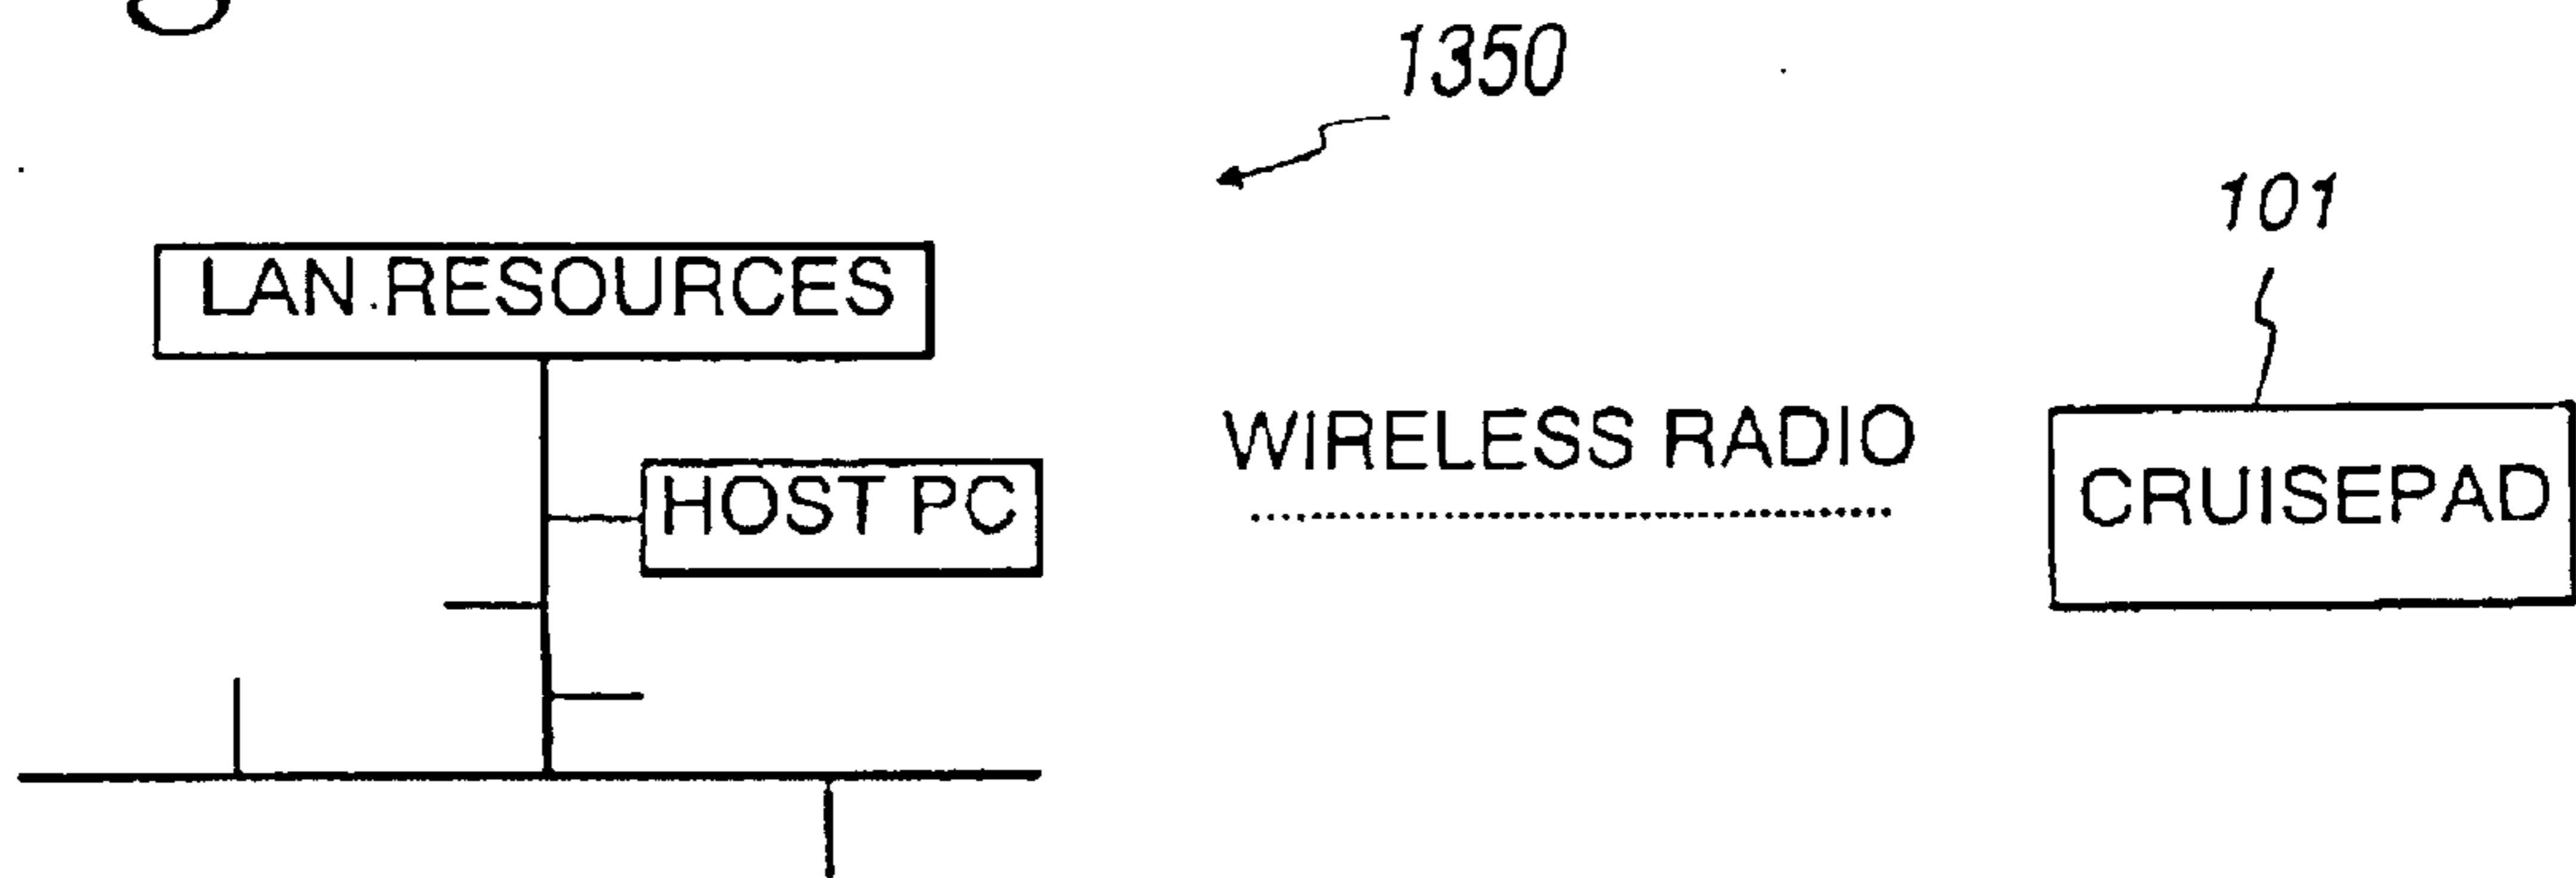 1350
101
LAN RESOURCES
WIRELESS RADIO
HOST PC
CRUISEPAD